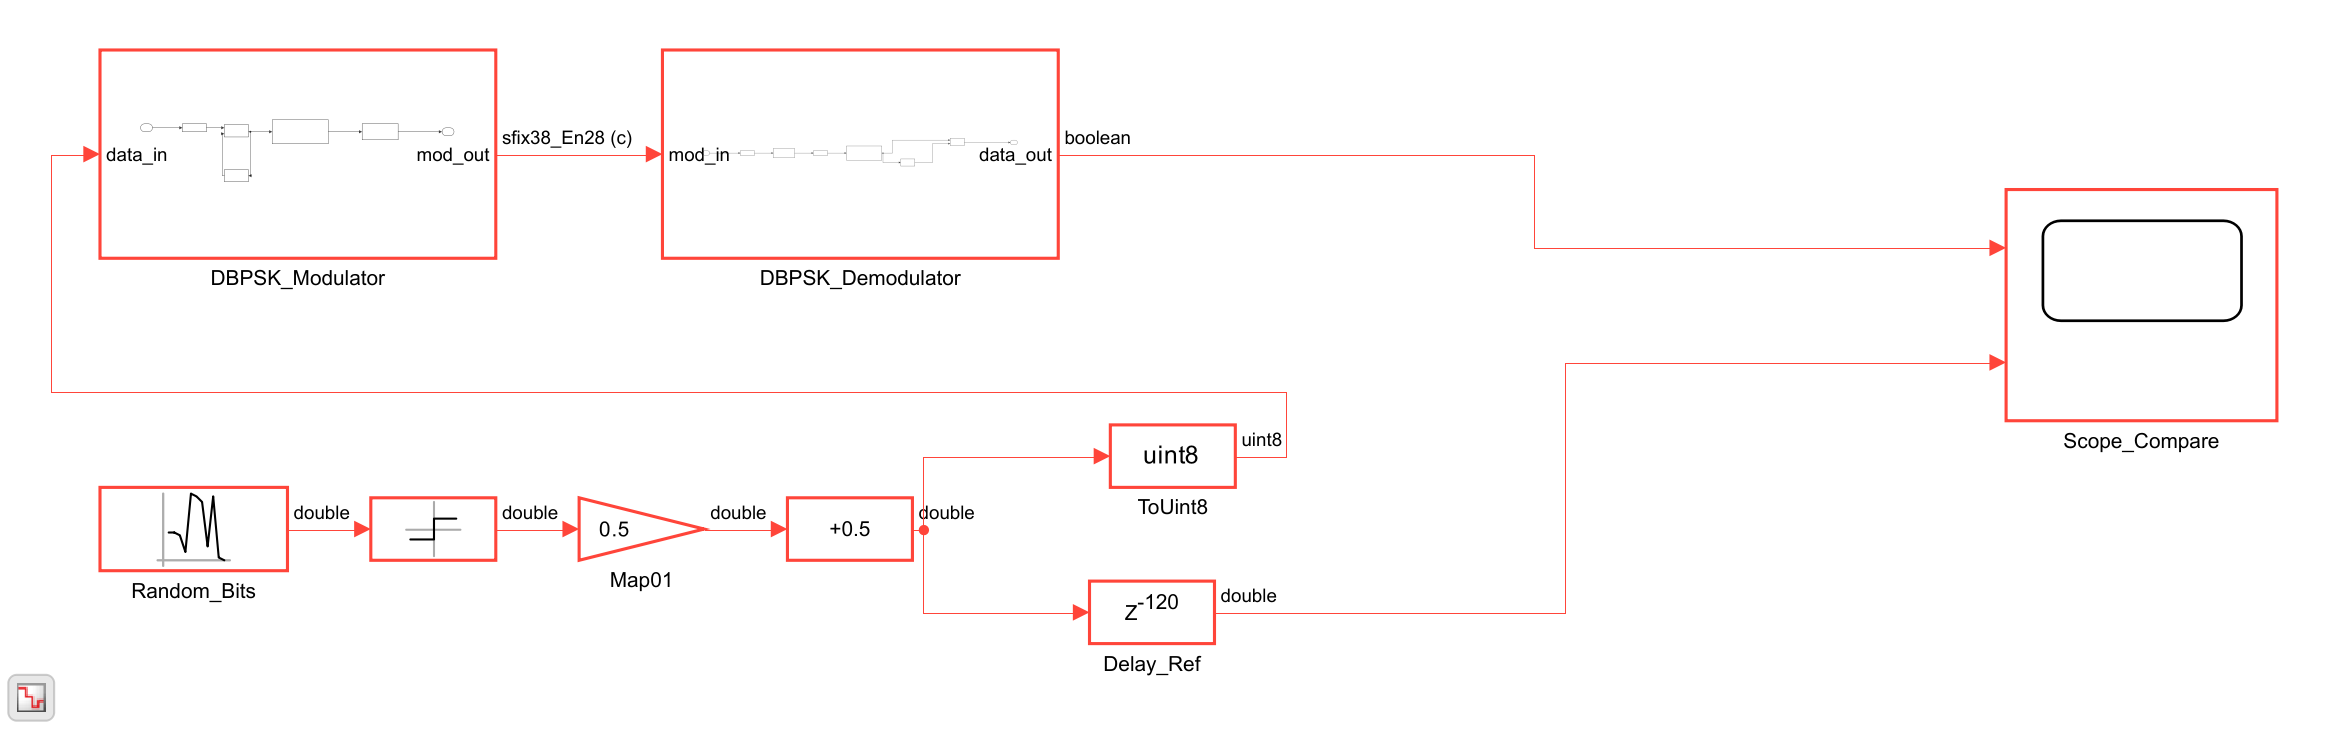 data_in
mod_out
DBPSK_Modulator
sfix38_En28 (c)
mod_in
data_out
DBPSK_Demodulator
boolean
Scope_Compare
uint8
ToUint8
uint8
Random_Bits
double
double
0.5
Map01
double
+0.5
double
Z-120
Delay_Ref
double